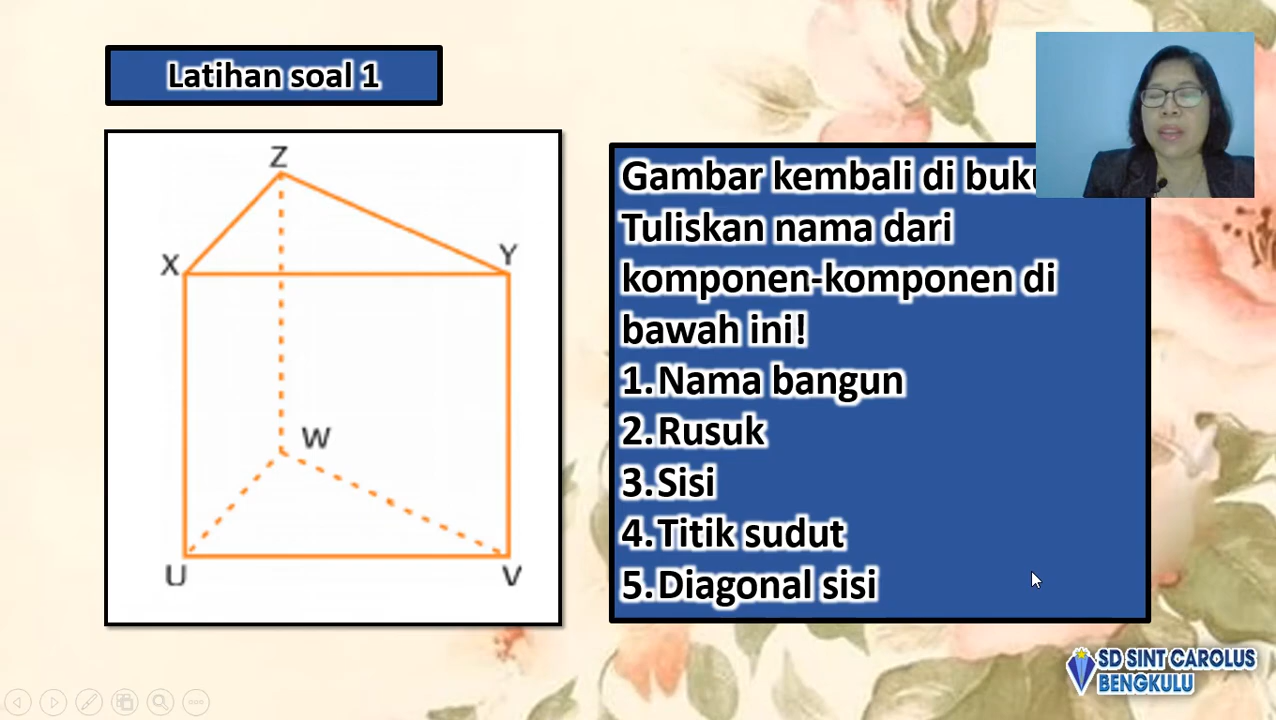 Latihan soal 1
Z
X
Y
W
U
V
Gambar kembali di buku
Tuliskan nama dari
komponen-komponen di
bawah ini!
1. Nama bangun
2. Rusuk
3. Sisi
4. Titik sudut
5. Diagonal sisi
SD SINT CAROLUS
BENGKULU